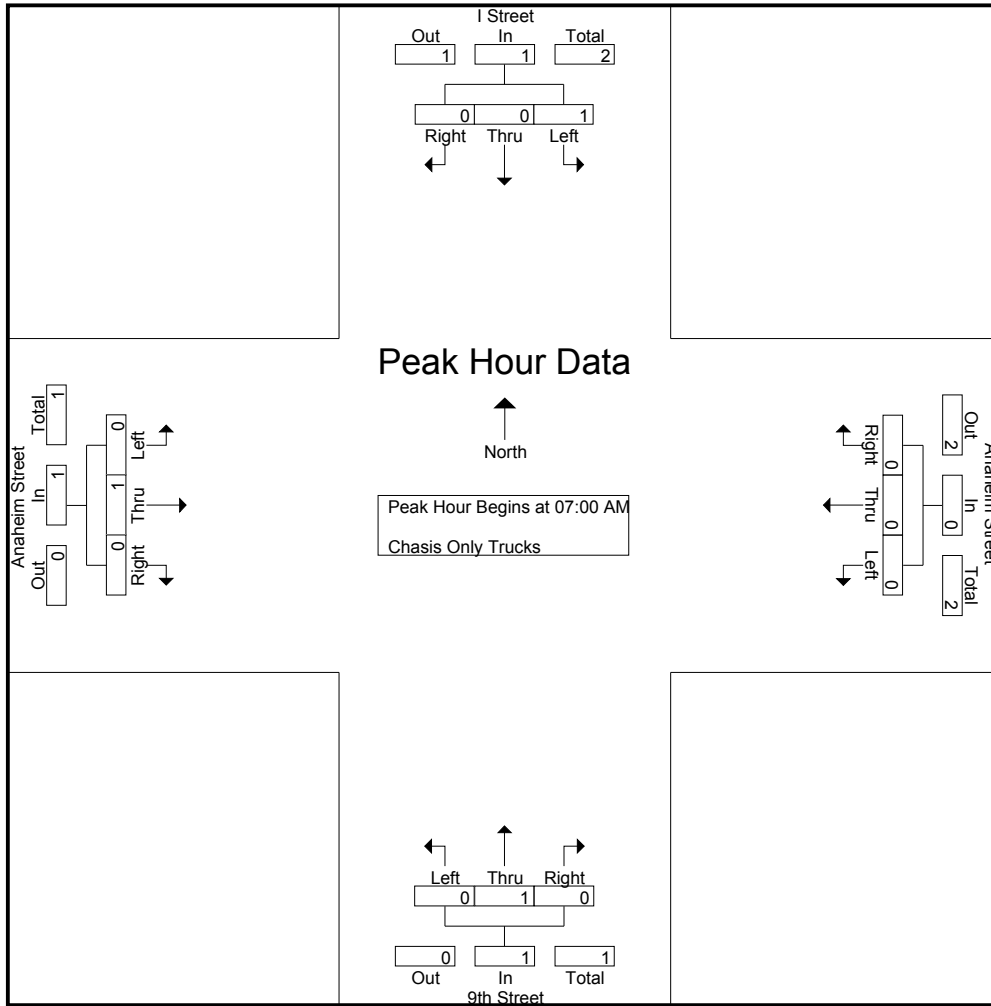 I Street
Out In Total
1 1 2
0 0 1
Right Thru Left
Peak Hour Data
North
Peak Hour Begins at 07:00 AM
Chasis Only Trucks
Anaheim Street
Total In Out
1 1 0
0 1 0
Left Thru Right
Right Thru Left
0 0 0
Out In Total
2 0 2
Anaheim Street
Left Thru Right
0 1 0
0 1 1
Out In Total
9th Street